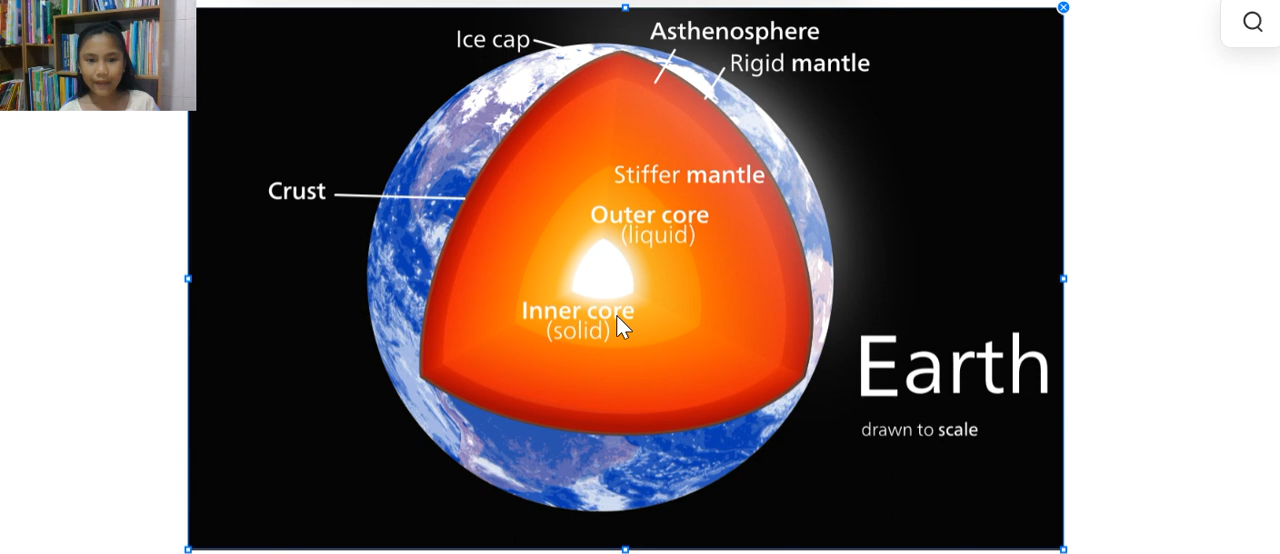 Ice cap
Asthenosphere
Rigid mantle
Stiffer mantle
Crust
Outer core
(liquid)
Inner core
(solid)
Earth
drawn to scale